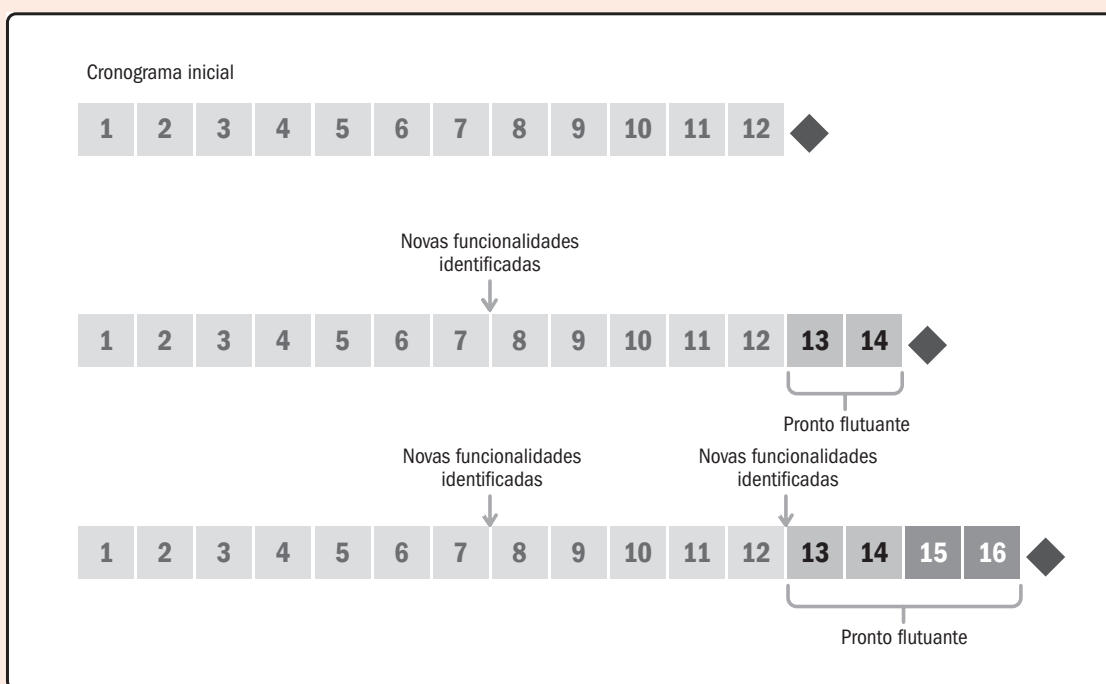 Cronograma inicial
1 2 3 4 5 6 7 8 9 10 11 12
Novas funcionalidades
identificadas
1 2 3 4 5 6 7 8 9 10 11 12 13 14
Pronto flutuante
Novas funcionalidades
identificadas
Novas funcionalidades
identificadas
1 2 3 4 5 6 7 8 9 10 11 12 13 14 15 16
Pronto flutuante